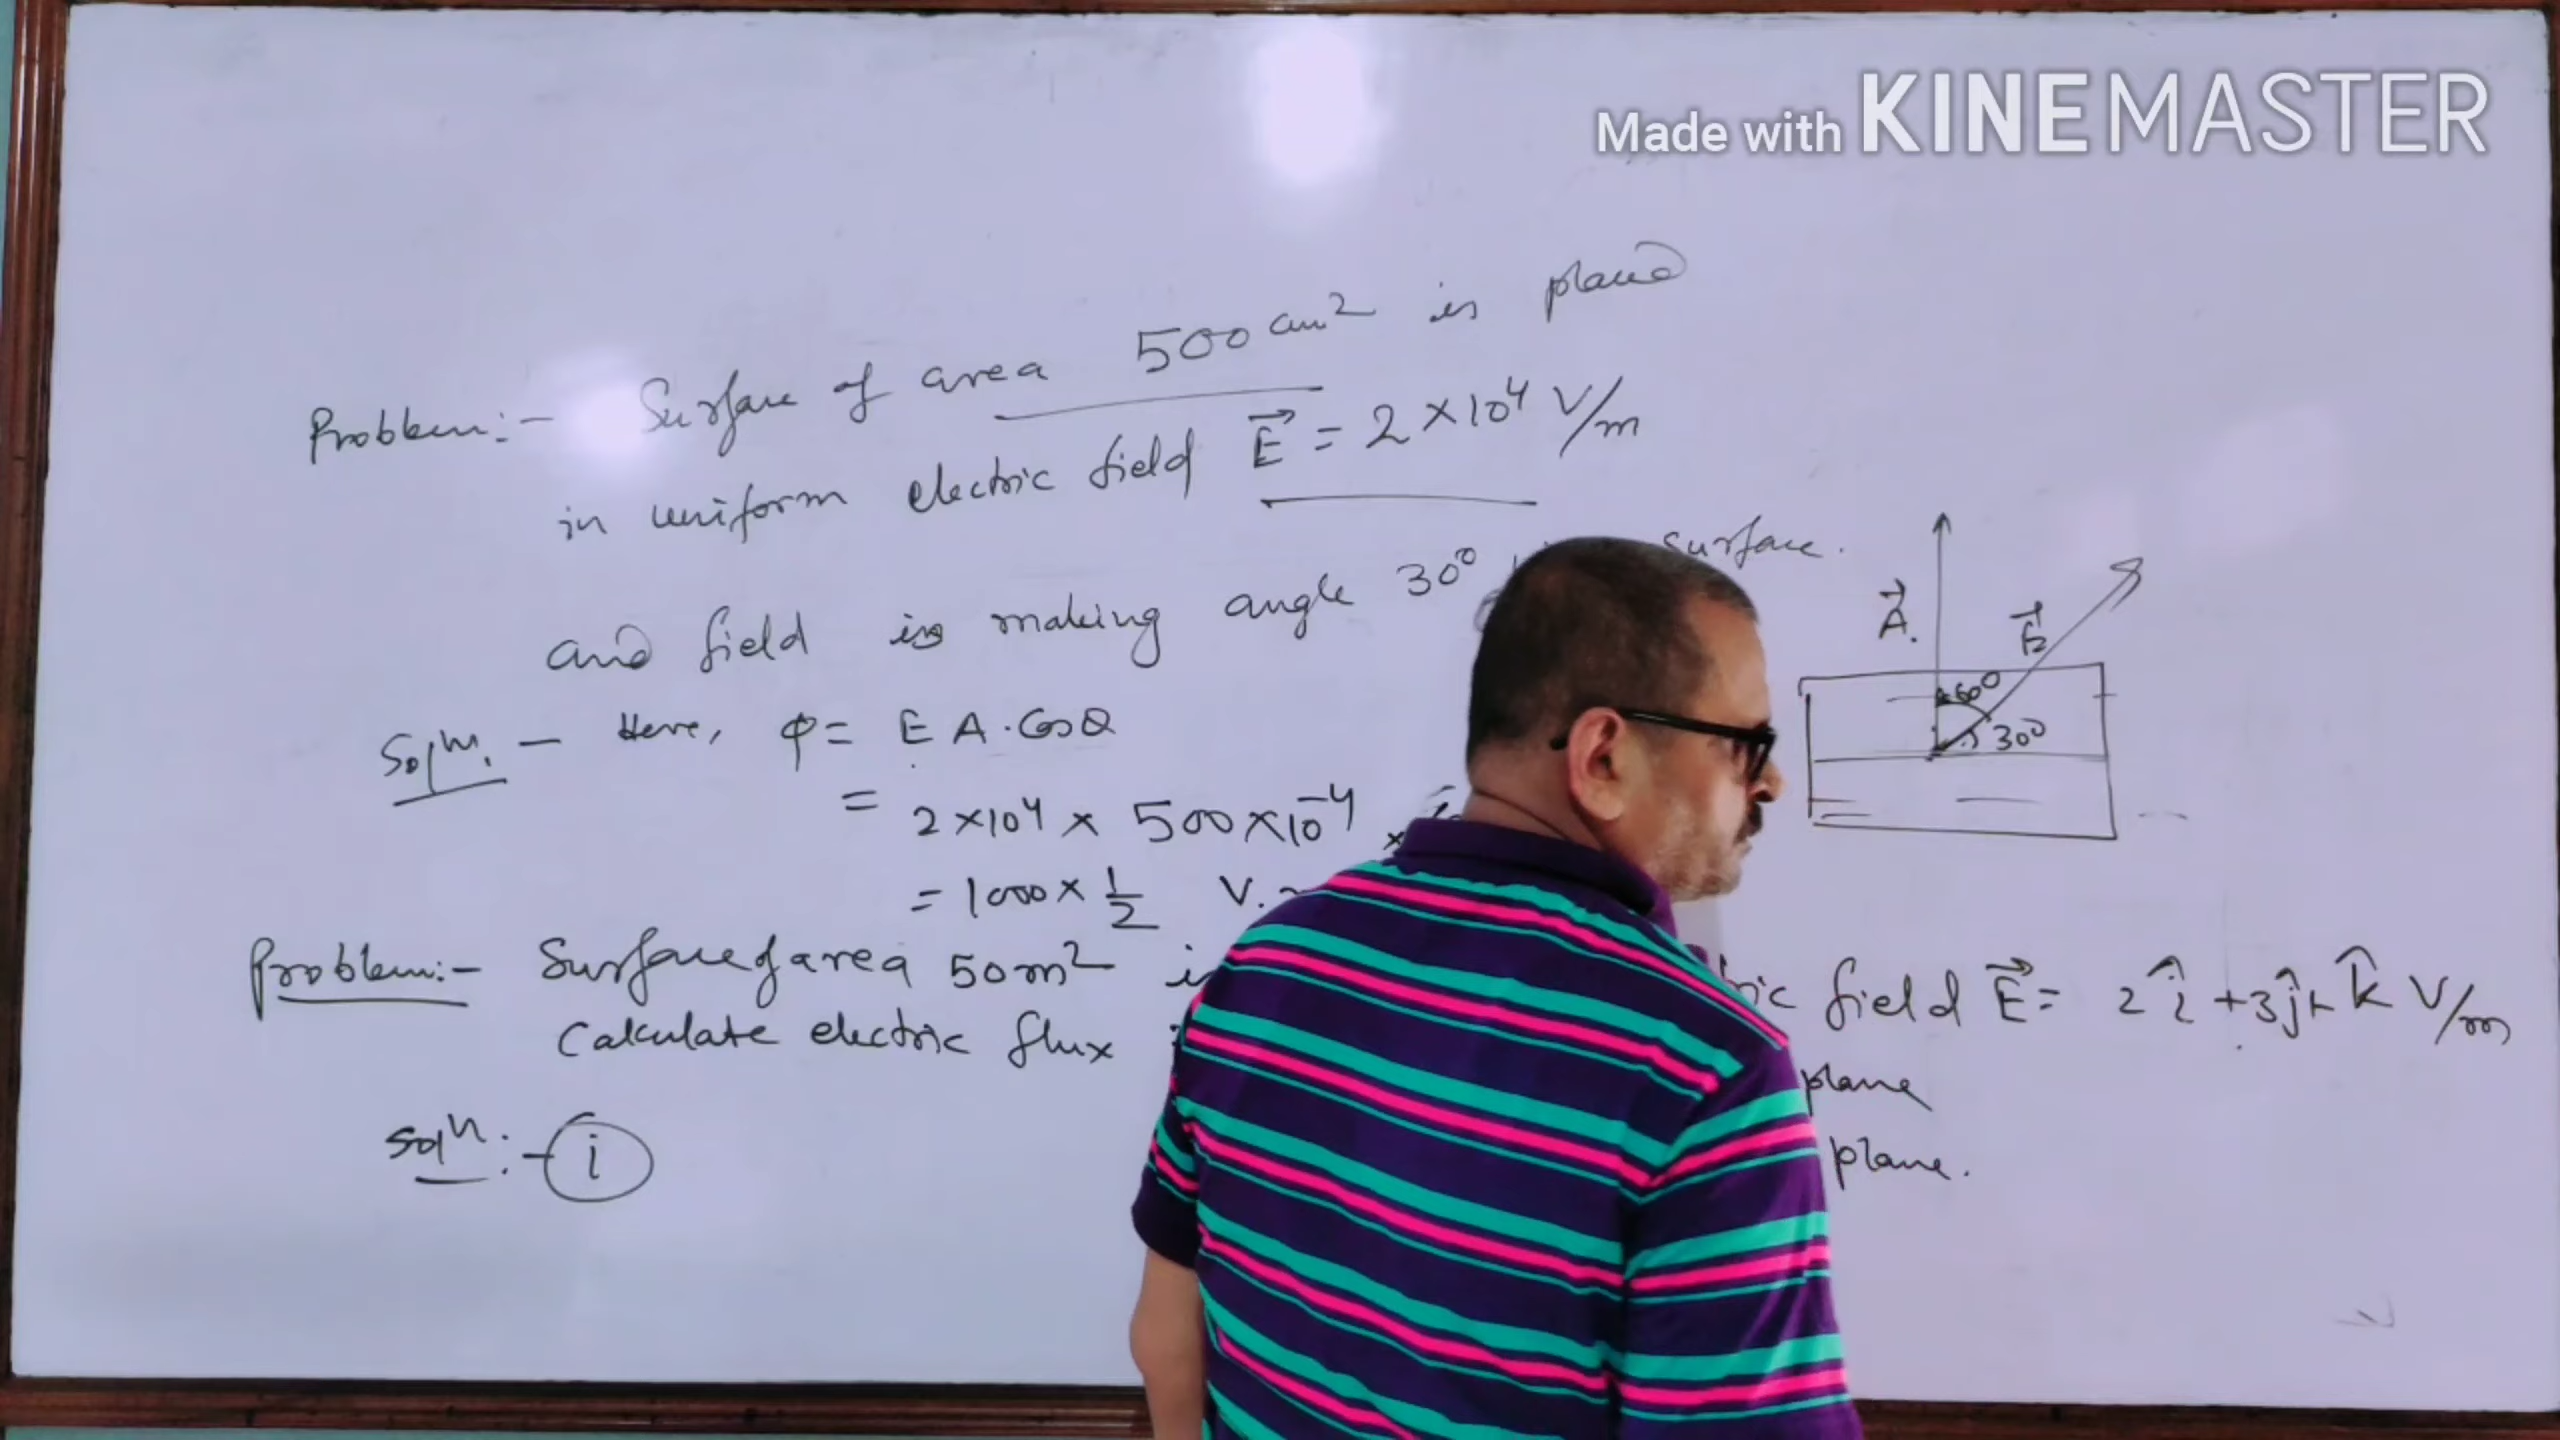 Made with KINEMASTER
Problem:- Surface of area 500 cm² is placed
in uniform electric field E⃗ = 2 × 10⁴ V/m
and field is making angle 30° surface.
Solⁿ. - Here, φ = E A . Cosθ
= 2×10⁴ × 500×10⁻⁴ ×
= 1000 × 1/2 V.
A⃗
E⃗
60°
30°
Problem:- Surface of area 50 m² field E⃗ = 2î + 3ĵ + k̂ V/m
Calculate electric flux plane
plane.
Solⁿ:- i